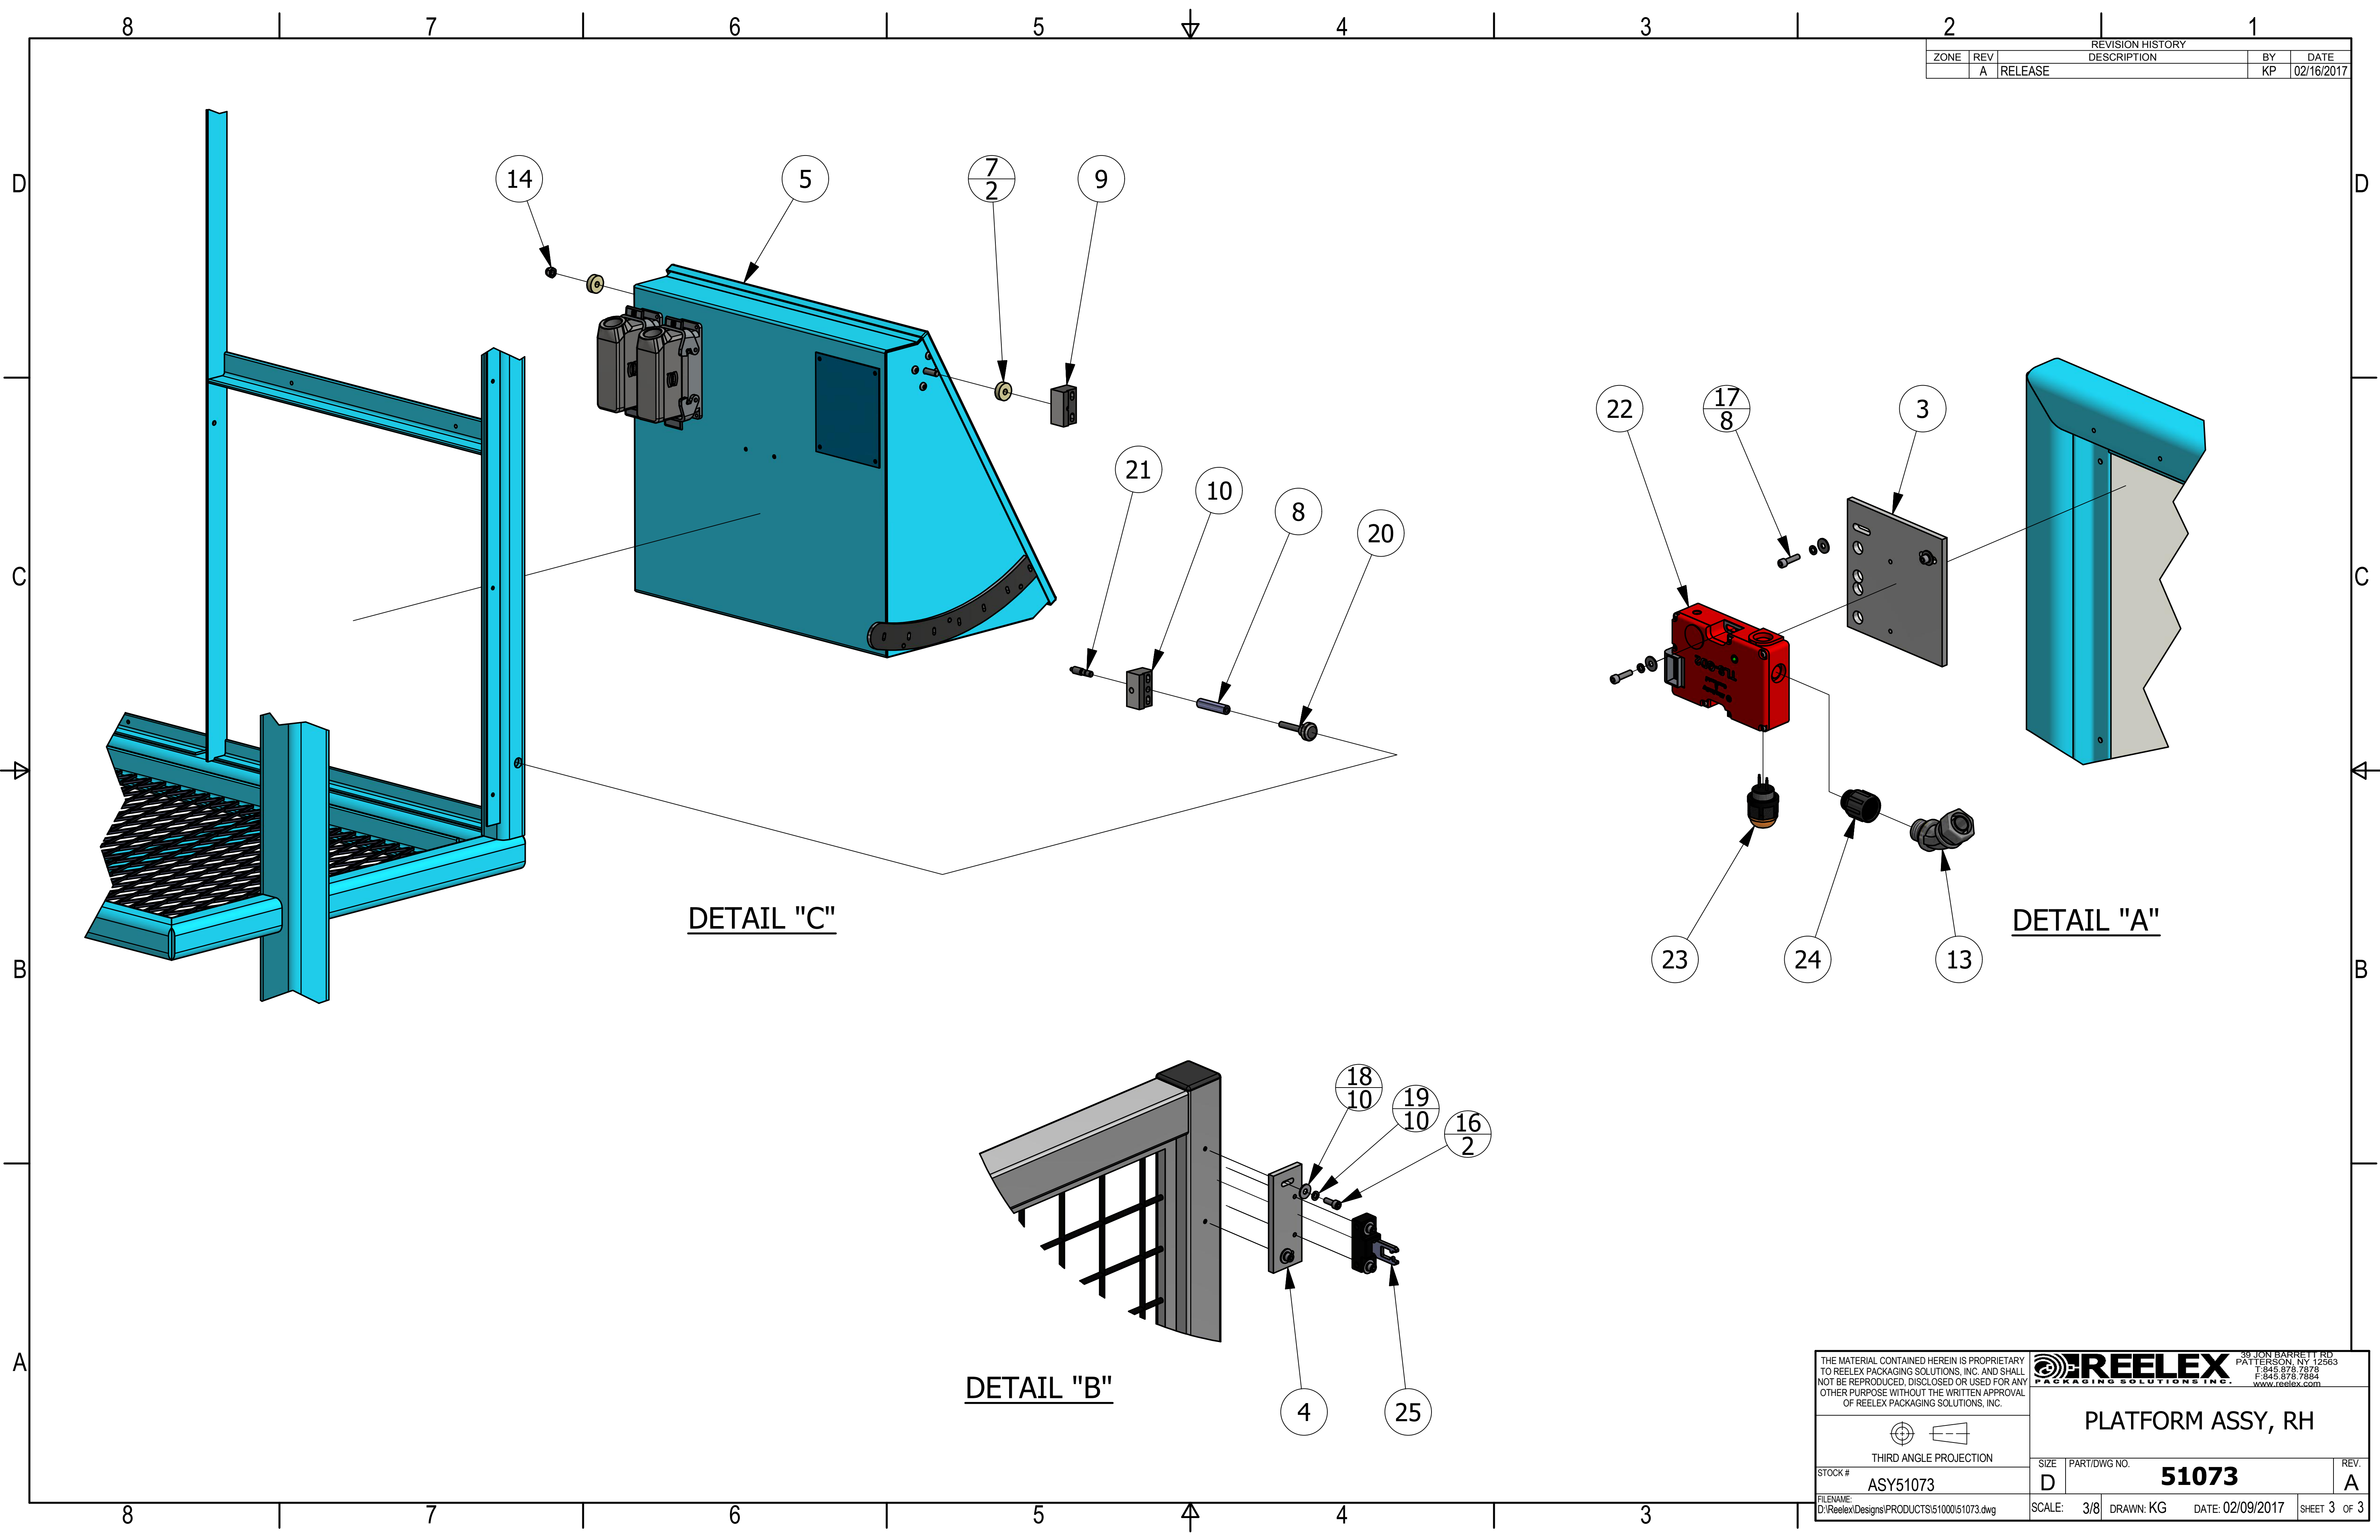 8 7 6 5 4 3 2 1
REVISION HISTORY
ZONE REV DESCRIPTION BY DATE
A RELEASE KP 02/16/2017
D D
14 5 7 9
2
22 17 3
8
21 10 8 20
C C
DETAIL "C"
DETAIL "A"
23 24 13
B B
18 19 16
10 10 2
A
DETAIL "B"
4 25
THE MATERIAL CONTAINED HEREIN IS PROPRIETARY
TO REELEX PACKAGING SOLUTIONS, INC. AND SHALL
NOT BE REPRODUCED, DISCLOSED OR USED FOR ANY
OTHER PURPOSE WITHOUT THE WRITTEN APPROVAL
OF REELEX PACKAGING SOLUTIONS, INC.
REELEX
PACKAGING SOLUTIONS INC.
39 JON BARRETT RD
PATTERSON, NY 12563
T:845.878.7878
F:845.878.7884
www.reelex.com
PLATFORM ASSY, RH
THIRD ANGLE PROJECTION
STOCK # ASY51073
SIZE D
PART/DWG NO. 51073
REV. A
FILENAME:
D:\Reelex\Designs\PRODUCTS\51000\51073.dwg
SCALE: 3/8 DRAWN: KG DATE: 02/09/2017 SHEET 3 OF 3
8 7 6 5 4 3